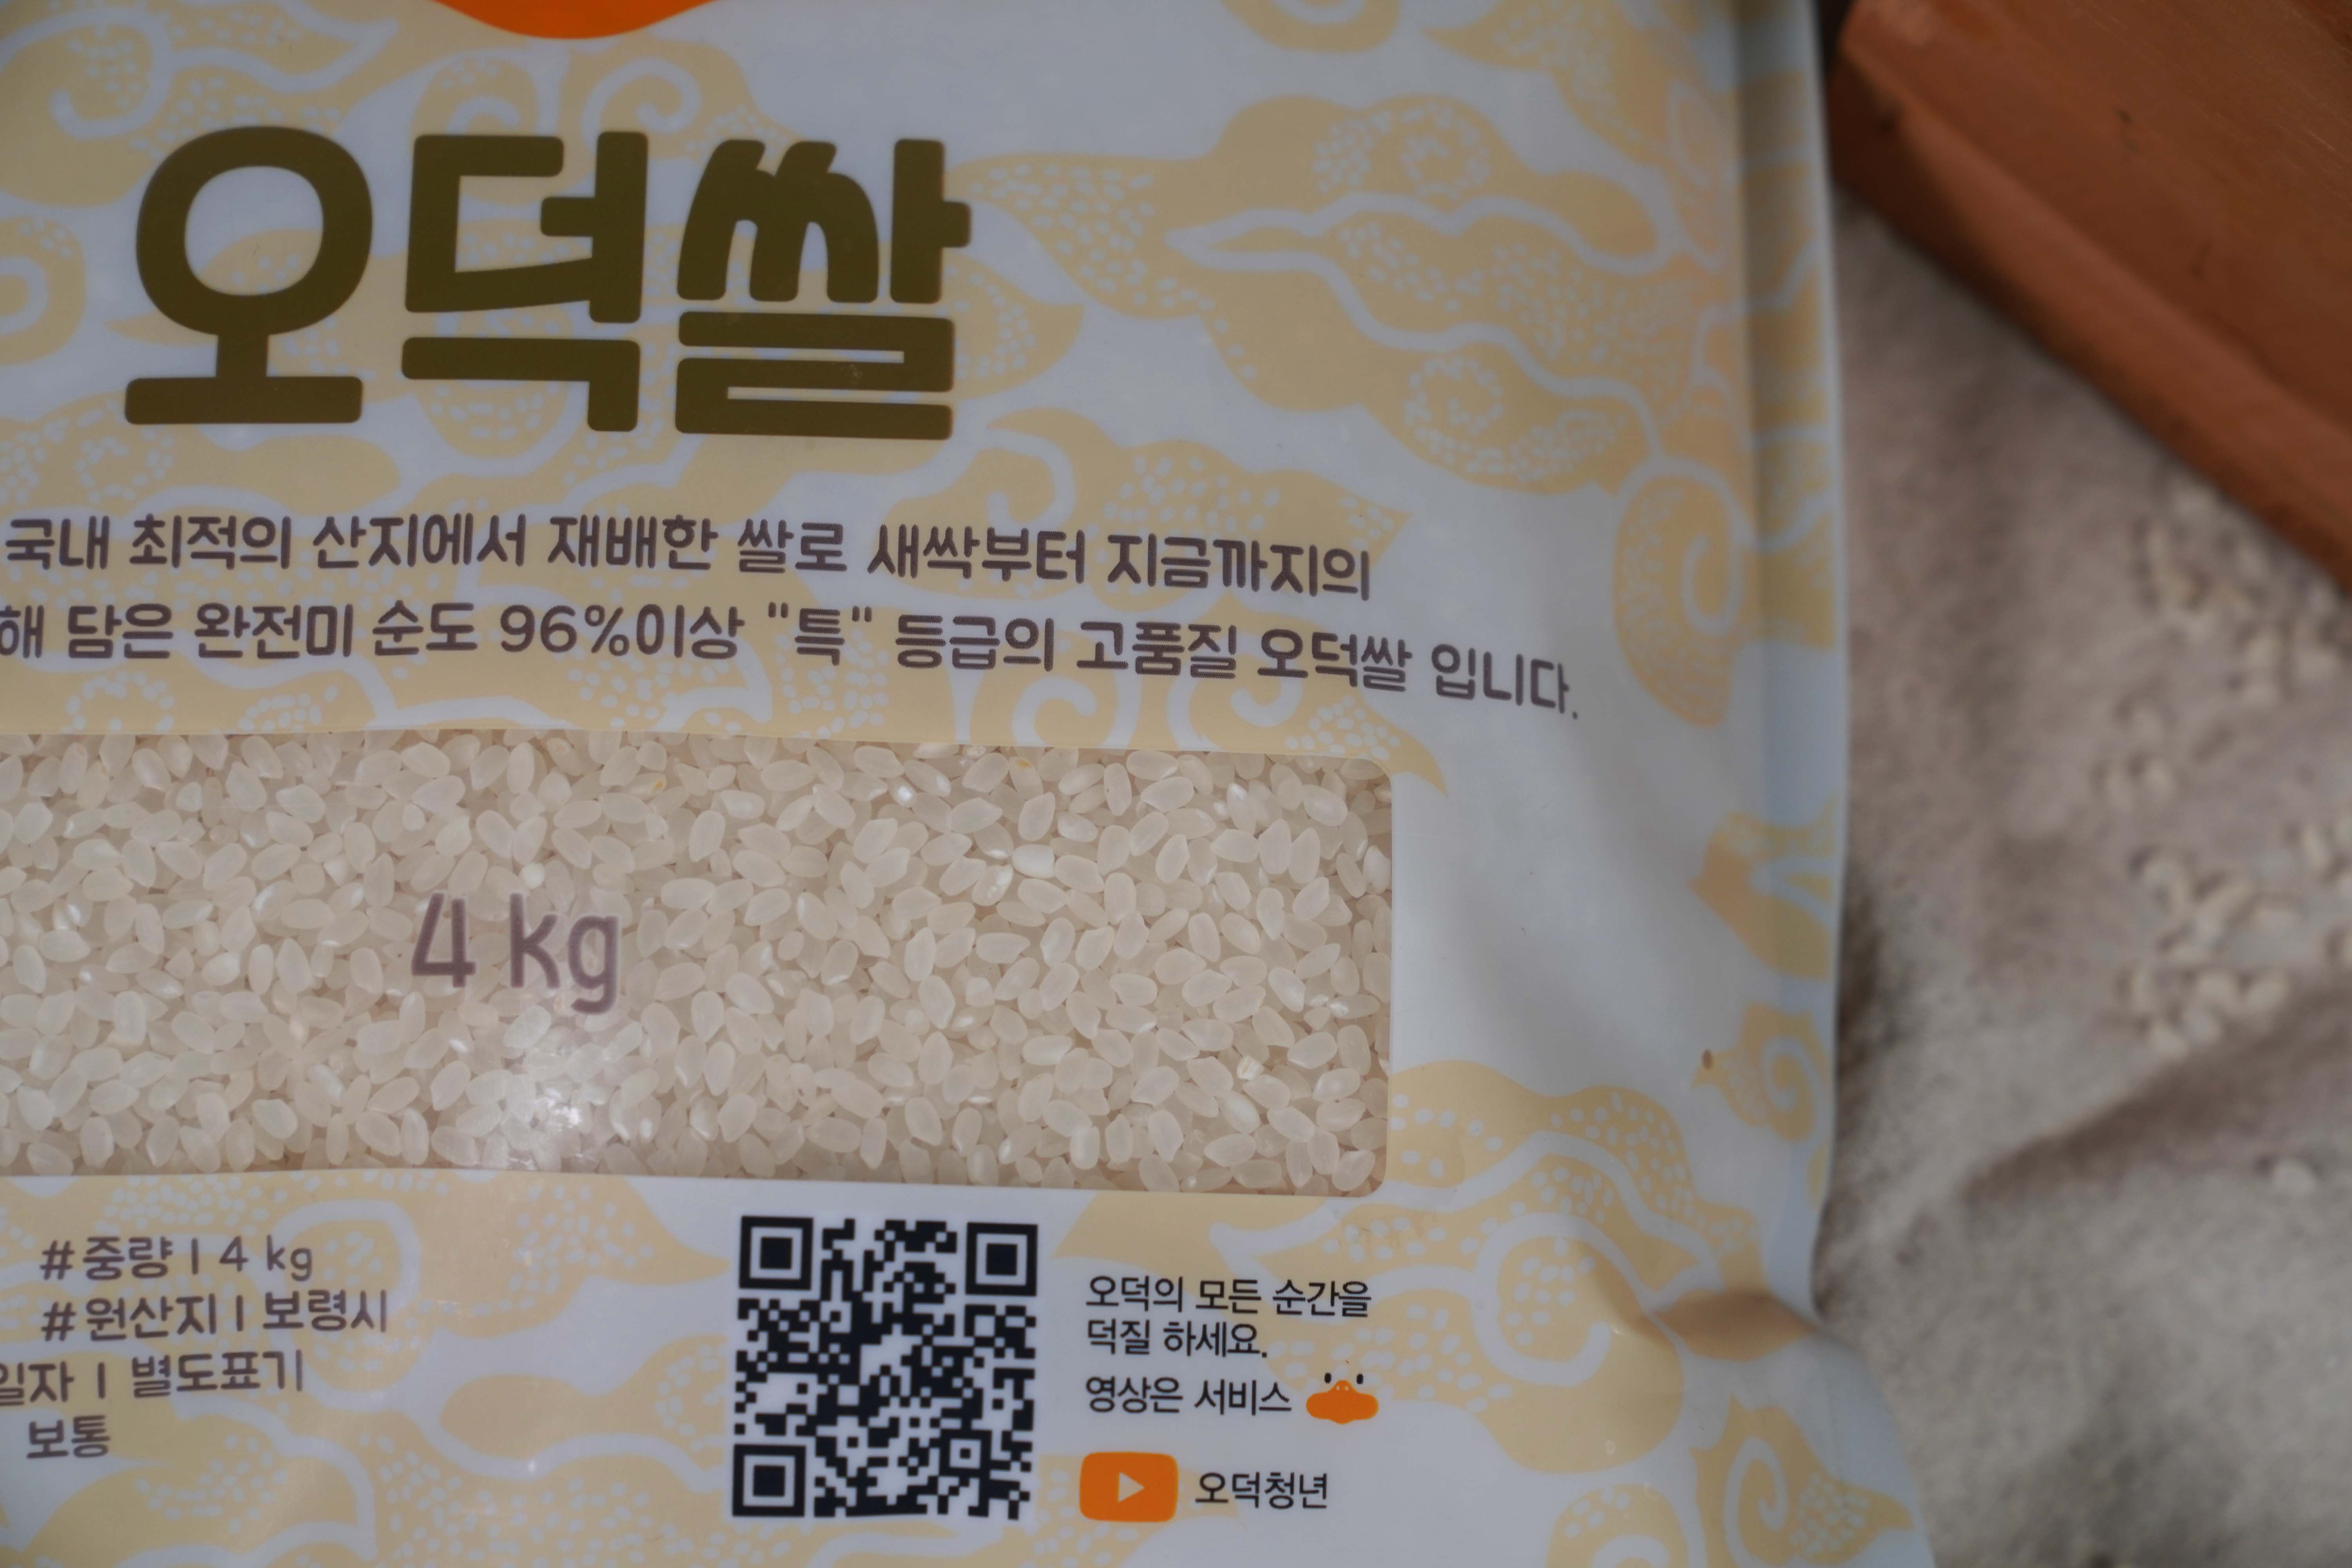 오덕쌀
국내 최적의 산지에서 재배한 쌀로 새싹부터 지금까지의
해 담은 완전미 순도 96%이상 "특" 등급의 고품질 오덕쌀 입니다.
4 kg
#중량 | 4 kg
#원산지 | 보령시
일자 | 별도표기
보통
오덕의 모든 순간을
덕질 하세요.
영상은 서비스
오덕청년